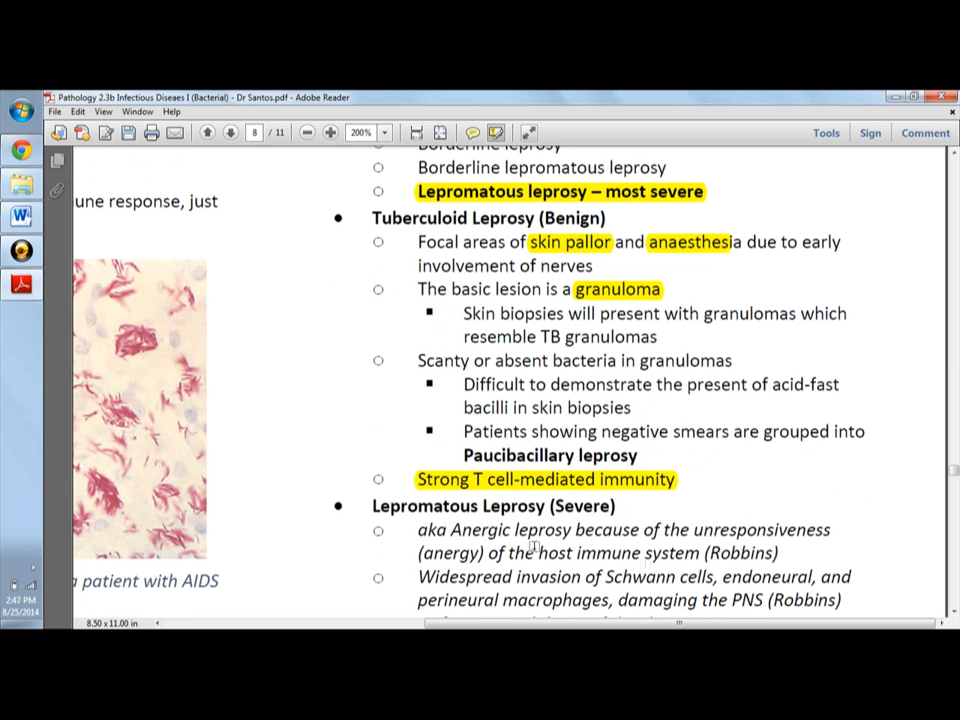 Pathology 2.3b Infectious Diseaes I (Bacterial) - Dr Santos.pdf - Adobe Reader
File Edit View Window Help
8 / 11 200% Tools Sign Comment
Borderline leprosy
Borderline lepromatous leprosy
Lepromatous leprosy – most severe
une response, just
Tuberculoid Leprosy (Benign)
Focal areas of skin pallor and anaesthesia due to early
involvement of nerves
The basic lesion is a granuloma
Skin biopsies will present with granulomas which
resemble TB granulomas
Scanty or absent bacteria in granulomas
Difficult to demonstrate the present of acid-fast
bacilli in skin biopsies
Patients showing negative smears are grouped into
Paucibacillary leprosy
Strong T cell-mediated immunity
Lepromatous Leprosy (Severe)
aka Anergic leprosy because of the unresponsiveness
(anergy) of the host immune system (Robbins)
a patient with AIDS
Widespread invasion of Schwann cells, endoneural, and
perineural macrophages, damaging the PNS (Robbins)
2:47 PM
8/25/2014
8.50 x 11.00 in